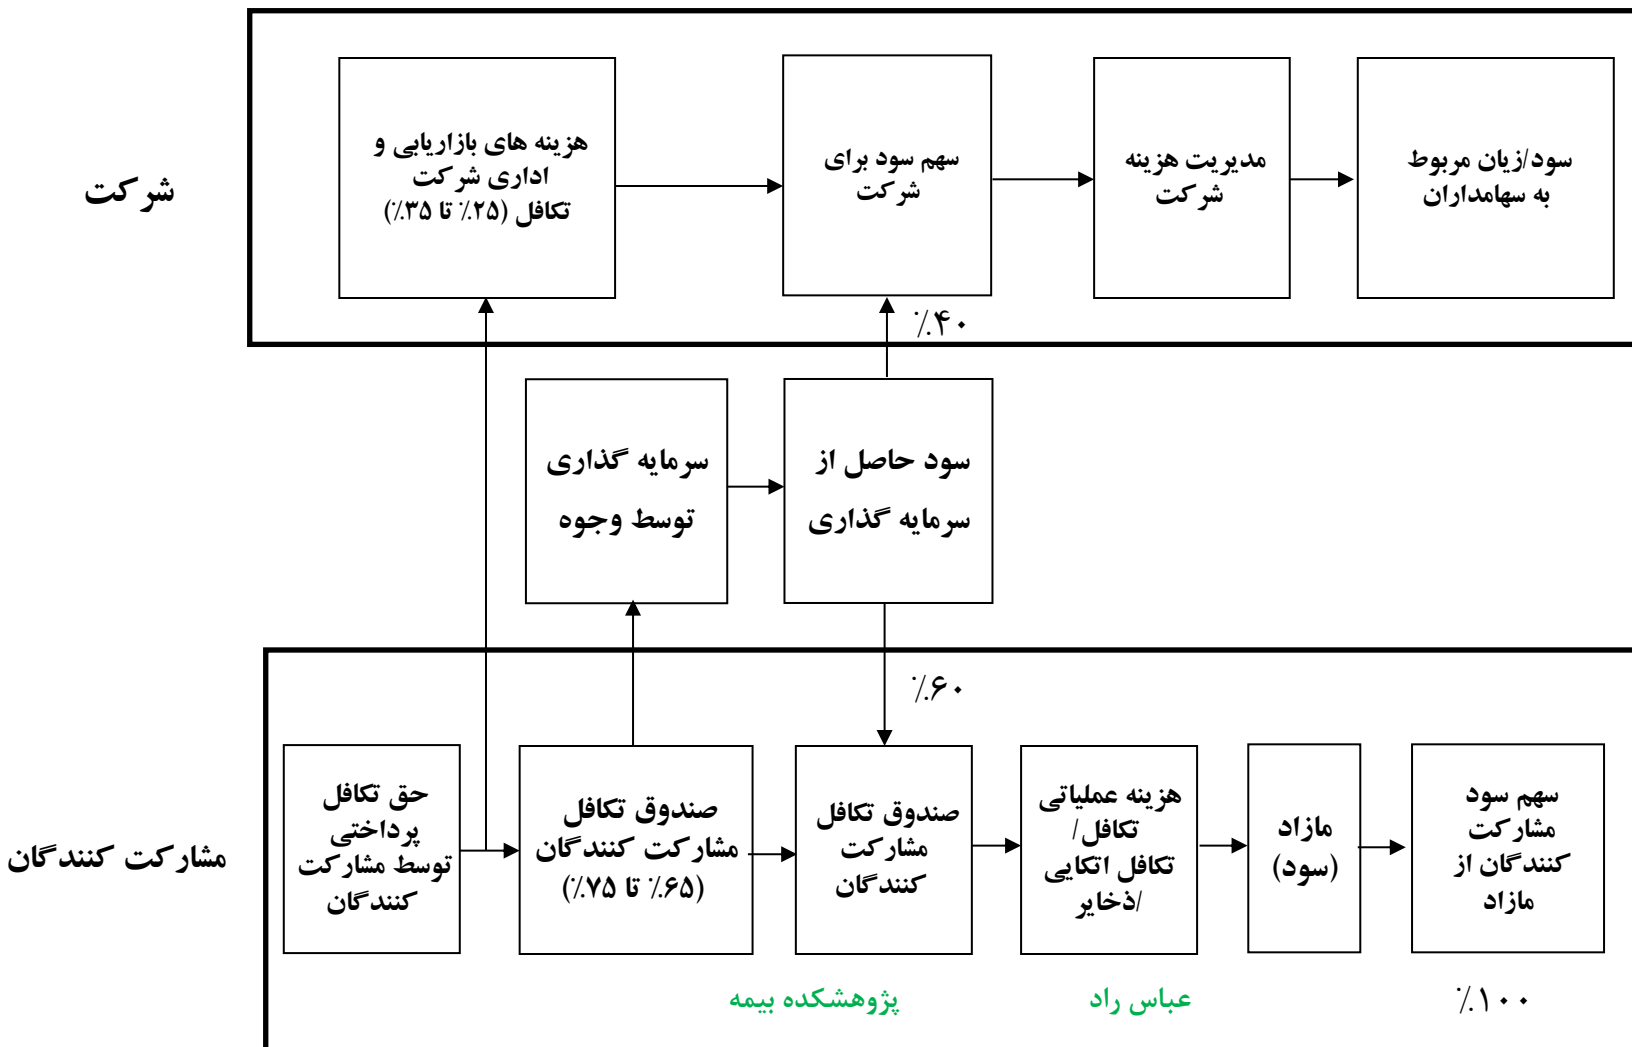 شرکت
هزینه های بازاریابی و
اداری شرکت
تکافل (۲۵٪ تا ۳۵٪)
سهم سود برای
شرکت
مدیریت هزینه
شرکت
سود/زیان مربوط
به سهامداران
٪۴۰
سرمایه گذاری
توسط وجوه
سود حاصل از
سرمایه گذاری
٪۶۰
مشارکت کنندگان
حق تکافل
پرداختی
توسط مشارکت
کنندگان
صندوق تکافل
مشارکت کنندگان
(۶۵٪ تا ۷۵٪)
صندوق تکافل
مشارکت
کنندگان
هزینه عملیاتی
تکافل/
تکافل اتکایی
/ذخایر
مازاد
(سود)
سهم سود
مشارکت
کنندگان از
مازاد
پژوهشکده بیمه
عباس راد
٪۱۰۰